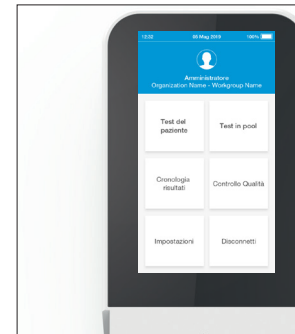 12:22 08 Mag 2019 100%
Amministratore
Organization Name - Workgroup Name
Test del
paziente
Test in pool
Cronologia
risultati
Controllo Qualità
Impostazioni
Disconnetti